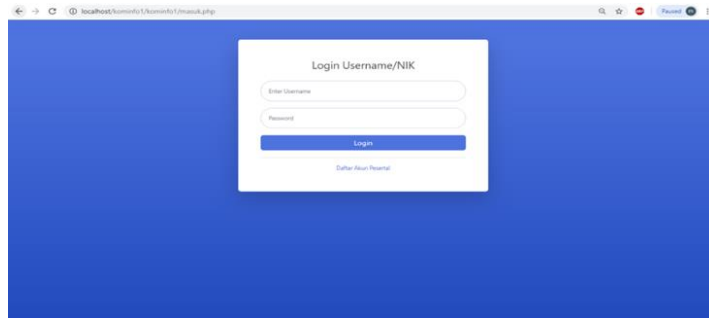 localhost/kominfo1/kominfo1/masuk.php
Paused
Login Username/NIK
Enter Username
Password
Login
Daftar Akun Peserta!